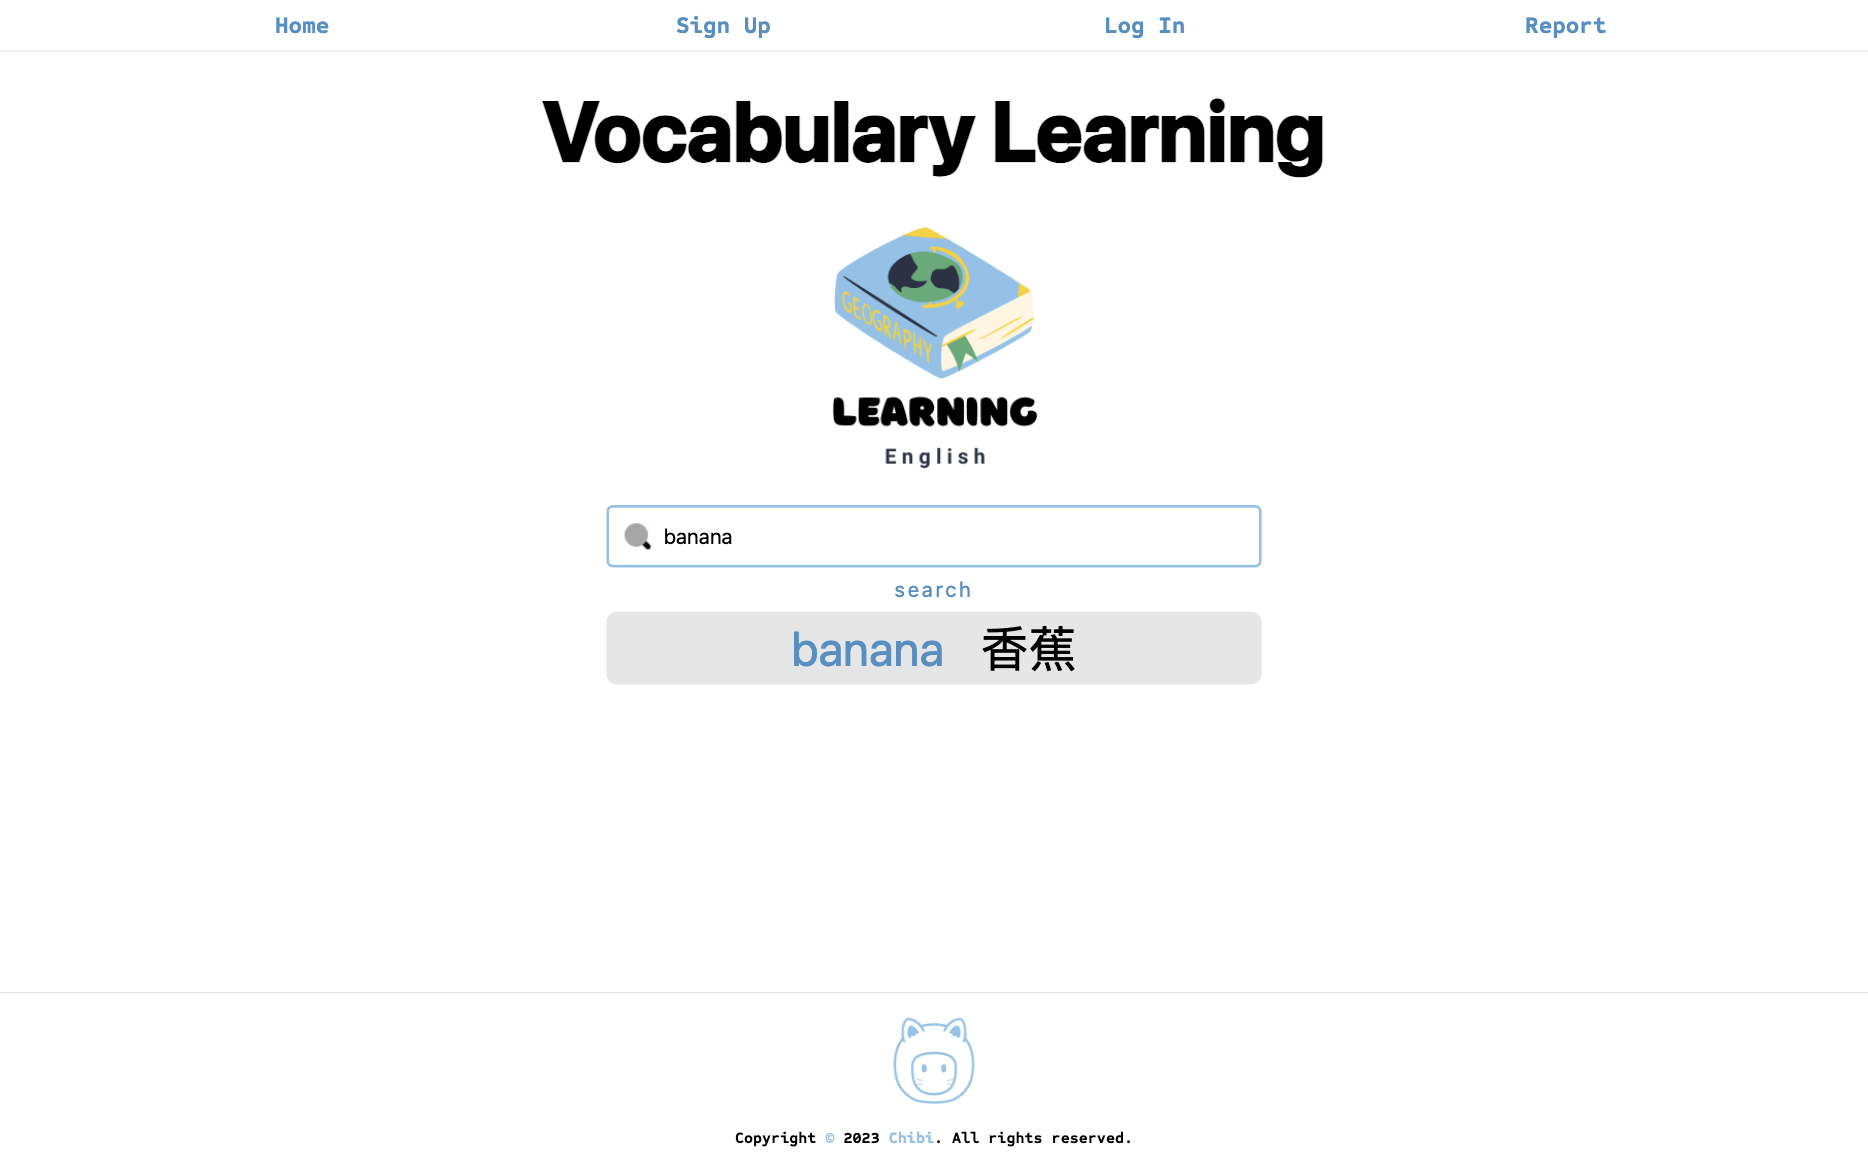 Home Sign Up Log In Report
Vocabulary Learning
GEOGRAPHY
LEARNING
English
banana
search
banana 香蕉
Copyright © 2023 Chibi. All rights reserved.